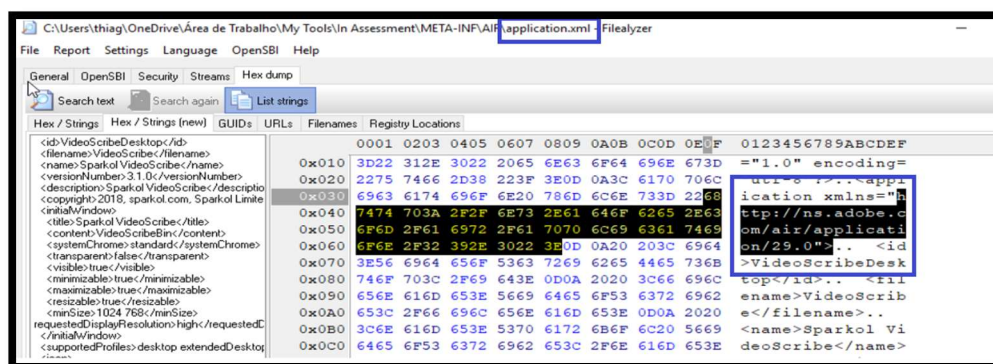 C:\Users\thiag\OneDrive\Área de Trabalho\My Tools\In Assessment\META-INF\AIR\application.xml - Filealyzer
File Report Settings Language OpenSBI Help
General OpenSBI Security Streams Hex dump
Search text Search again List strings
Hex / Strings Hex / Strings (new) GUIDs URLs Filenames Registry Locations
<id>VideoScribeDesktop</id>
<filename>VideoScribe</filename>
<name>Sparkol VideoScribe</name>
<versionNumber>3.1.0</versionNumber>
<description>Sparkol VideoScribe</descriptio
<copyright>2018, sparkol.com, Sparkol Limite
<initialWindow>
<title>Sparkol VideoScribe</title>
<content>VideoScribeBin</content>
<systemChrome>standard</systemChrome>
<transparent>false</transparent>
<visible>true</visible>
<minimizable>true</minimizable>
<maximizable>true</maximizable>
<resizable>true</resizable>
<minSize>1024 768</minSize>
requestedDisplayResolution>high</requestedD
</initialWindow>
<supportedProfiles>desktop extendedDesktop
0001 0203 0405 0607 0809 0A0B 0C0D 0E0F 0123456789ABCDEF
0x010 3D22 312E 3022 2065 6E63 6F64 696E 673D ="1.0" encoding=
0x020 2275 7466 2D38 223F 3E0D 0A3C 6170 706C "utf-8"?>..<appl
0x030 6963 6174 696F 6E20 786D 6C6E 733D 2268 ication xmlns="h
0x040 7474 703A 2F2F 6E73 2E61 646F 6265 2E63 ttp://ns.adobe.c
0x050 6F6D 2F61 6972 2F61 7070 6C69 6361 7469 om/air/applicati
0x060 6F6E 2F32 392E 3022 3E0D 0A20 203C 6964 on/29.0">.. <id
0x070 3E56 6964 656F 5363 7269 6265 4465 736B >VideoScribeDesk
0x080 746F 703C 2F69 643E 0D0A 2020 3C66 696C top</id>.. <fil
0x090 656E 616D 653E 5669 6465 6F53 6372 6962 ename>VideoScrib
0x0A0 653C 2F66 696C 656E 616D 653E 0D0A 2020 e</filename>..
0x0B0 3C6E 616D 653E 5370 6172 6B6F 6C20 5669 <name>Sparkol Vi
0x0C0 6465 6F53 6372 6962 653C 2F6E 616D 653E deoScribe</name>